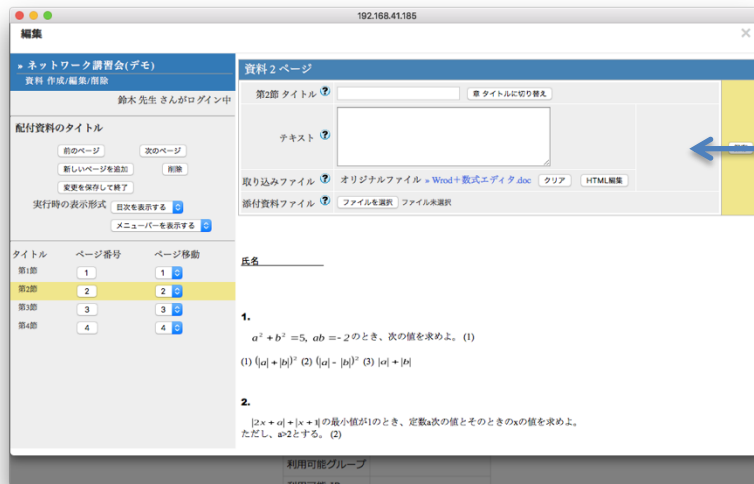 192.168.41.185
編集 ×
» ネットワーク講習会(デモ)
資料 作成/編集/削除
鈴木 先生 さんがログイン中
配付資料のタイトル
前のページ 次のページ
新しいページを追加 削除
変更を保存して終了
実行時の表示形式 目次を表示する
メニューバーを表示する
タイトル ページ番号 ページ移動
第1節 1 1
第2節 2 2
第3節 3 3
第4節 4 4
資料 2 ページ
第2節 タイトル ? 章 タイトルに切り替え
テキスト ?
取り込みファイル ? オリジナルファイル » Wrod+数式エディタ.doc クリア HTML編集
添付資料ファイル ? ファイルを選択 ファイル未選択
氏名
1.
a² + b² =5, ab =- 2 のとき、次の値を求めよ。 (1)
(1) (|a| + |b|)² (2) (|a| - |b|)² (3) |a| + |b|
2.
|2x + a| + |x + 1| の最小値が1のとき、定数a次の値とそのときのxの値を求めよ。
ただし、a>2とする。 (2)
利用可能グループ